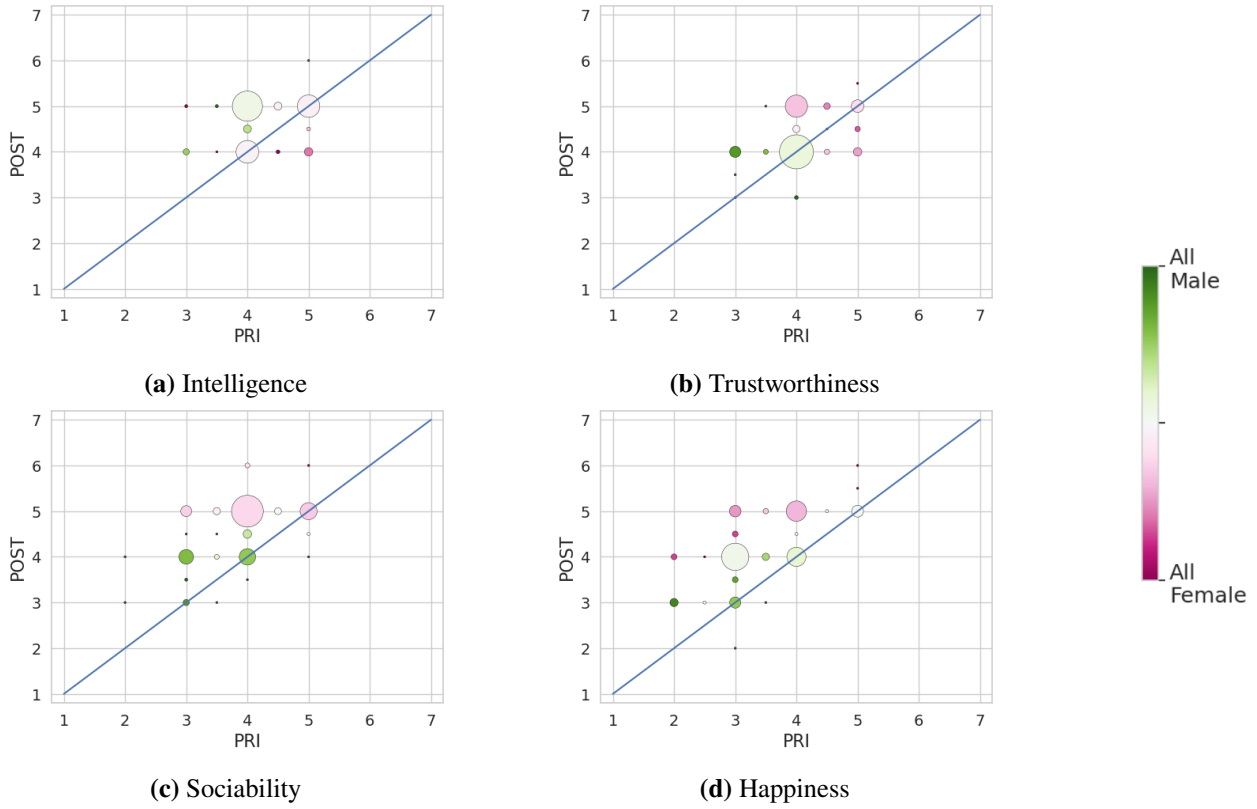 7
6
5
4
3
2
1
POST
1 2 3 4 5 6 7
PRI
(a) Intelligence
7
6
5
4
3
2
1
POST
1 2 3 4 5 6 7
PRI
(b) Trustworthiness
7
6
5
4
3
2
1
POST
1 2 3 4 5 6 7
PRI
(c) Sociability
7
6
5
4
3
2
1
POST
1 2 3 4 5 6 7
PRI
(d) Happiness
All
Male
All
Female